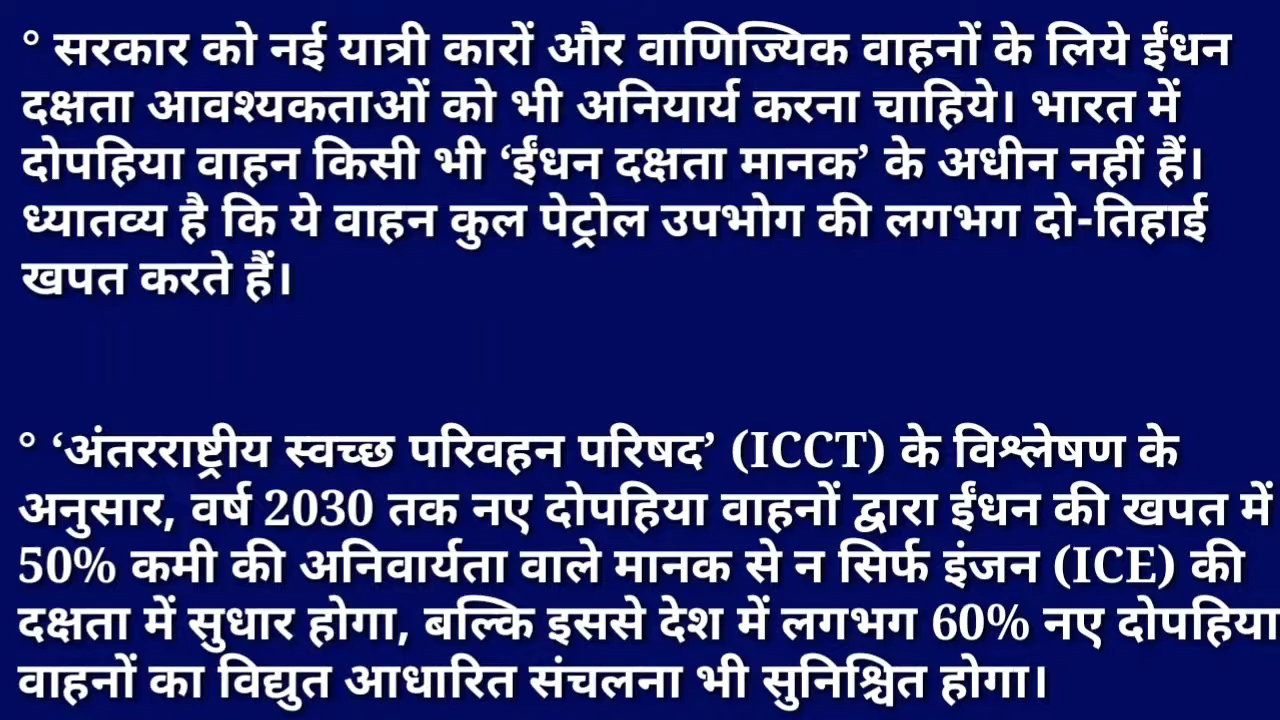 ° सरकार को नई यात्री कारों और वाणिज्यिक वाहनों के लिये ईंधन
दक्षता आवश्यकताओं को भी अनियार्य करना चाहिये। भारत में
दोपहिया वाहन किसी भी ‘ईंधन दक्षता मानक’ के अधीन नहीं हैं।
ध्यातव्य है कि ये वाहन कुल पेट्रोल उपभोग की लगभग दो-तिहाई
खपत करते हैं।
° ‘अंतरराष्ट्रीय स्वच्छ परिवहन परिषद’ (ICCT) के विश्लेषण के
अनुसार, वर्ष 2030 तक नए दोपहिया वाहनों द्वारा ईंधन की खपत में
50% कमी की अनिवार्यता वाले मानक से न सिर्फ इंजन (ICE) की
दक्षता में सुधार होगा, बल्कि इससे देश में लगभग 60% नए दोपहिया
वाहनों का विद्युत आधारित संचलना भी सुनिश्चित होगा।